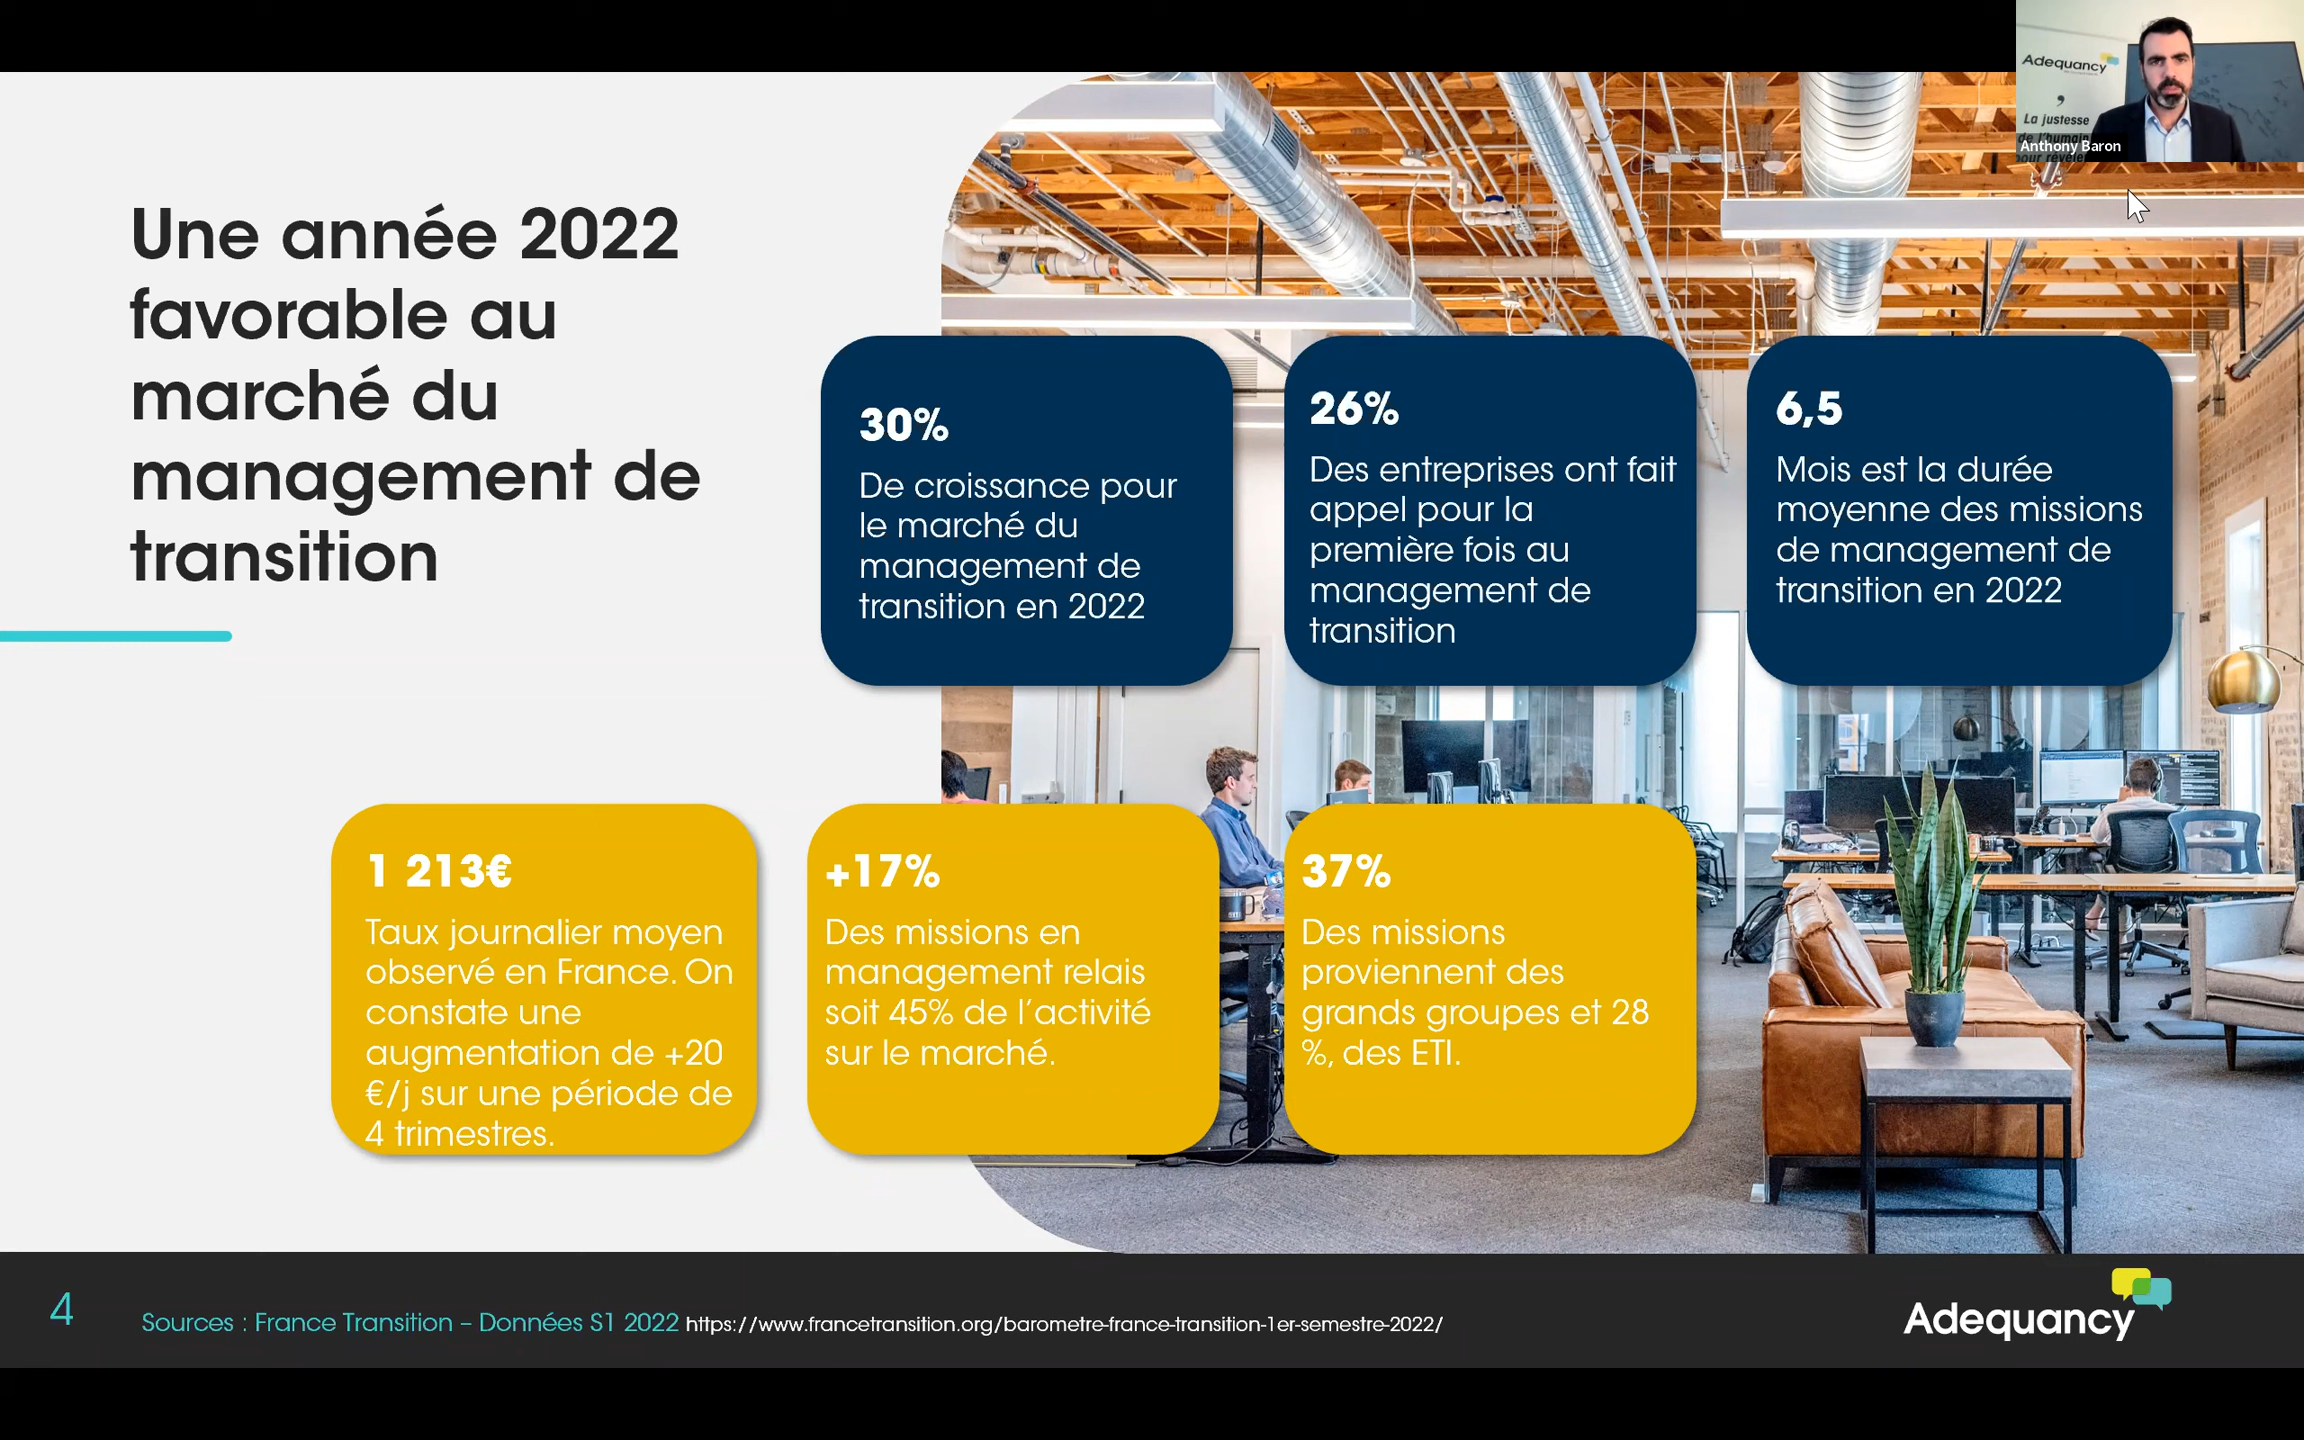 Adequancy
La justesse
de l'humain
pour révéler
Anthony Baron
Une année 2022
favorable au
marché du
management de
transition
30%
De croissance pour
le marché du
management de
transition en 2022
26%
Des entreprises ont fait
appel pour la
première fois au
management de
transition
6,5
Mois est la durée
moyenne des missions
de management de
transition en 2022
1 213€
Taux journalier moyen
observé en France. On
constate une
augmentation de +20
€/j sur une période de
4 trimestres.
+17%
Des missions en
management relais
soit 45% de l'activité
sur le marché.
37%
Des missions
proviennent des
grands groupes et 28
%, des ETI.
4
Sources : France Transition – Données S1 2022 https://www.francetransition.org/barometre-france-transition-1er-semestre-2022/
Adequancy